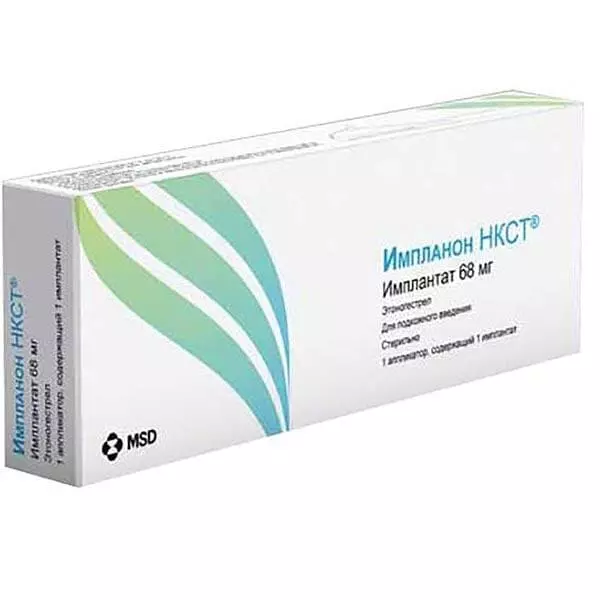 Импланон НКСТ®
Имплантат 68 мг
Этоногестрел
Для подкожного введения
Стерильно
1 аппликатор, содержащий 1 имплантат
MSD
Импланон НКСТ®
Имплантат 68 мг
Этоногестрел
1 аппликатор, содержащий 1 имплантат